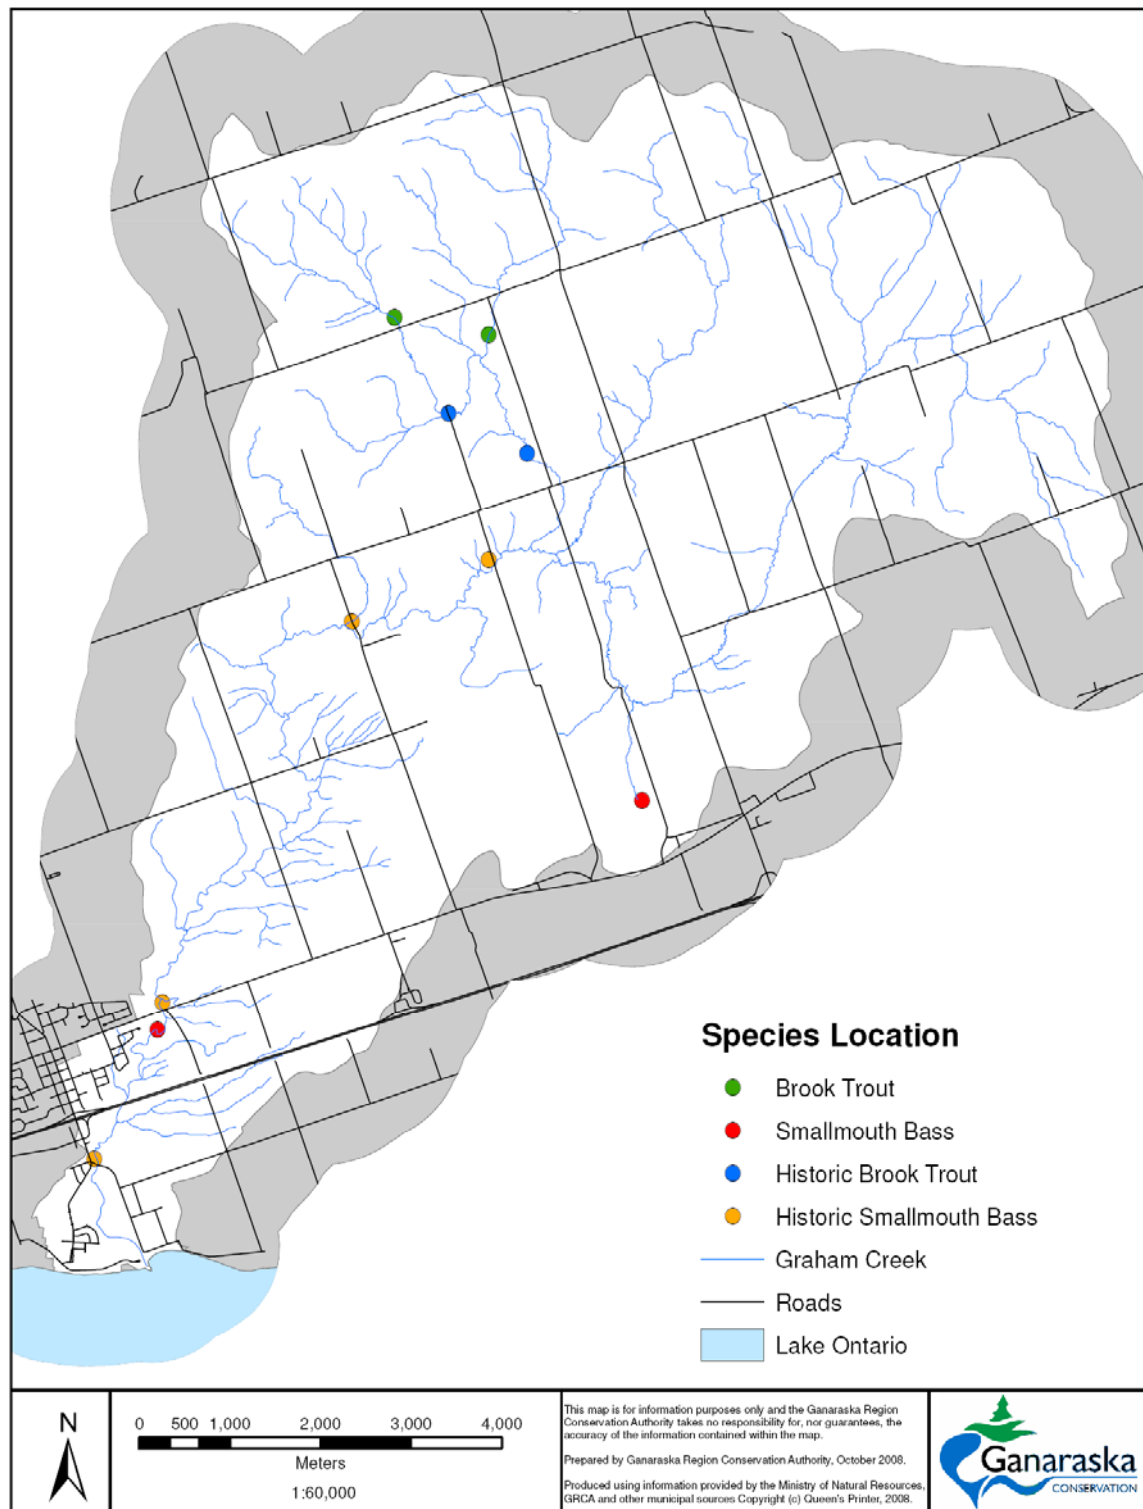 Species Location
Brook Trout
Smallmouth Bass
Historic Brook Trout
Historic Smallmouth Bass
Graham Creek
Roads
Lake Ontario
N
0 500 1,000 2,000 3,000 4,000
Meters
1:60,000
This map is for information purposes only and the Ganaraska Region
Conservation Authority takes no responsibility for, nor guarantees, the
accuracy of the information contained within the map.
Prepared by Ganaraska Region Conservation Authority, October 2008.
Produced using information provided by the Ministry of Natural Resources,
GRCA and other municipal sources Copyright (c) Queen's Printer, 2008.
Ganaraska
CONSERVATION